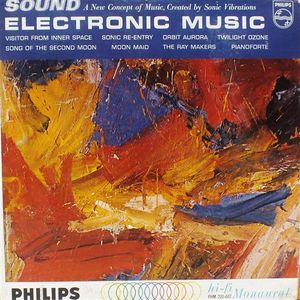 SOUND
A New Concept of Music, Created by Sonic Vibrations
PHILIPS
ELECTRONIC MUSIC
VISITOR FROM INNER SPACE SONIC RE-ENTRY ORBIT AURORA TWILIGHT OZONE
SONG OF THE SECOND MOON MOON MAID THE RAY MAKERS PIANOFORTE
PHILIPS
hi-fi Monaural